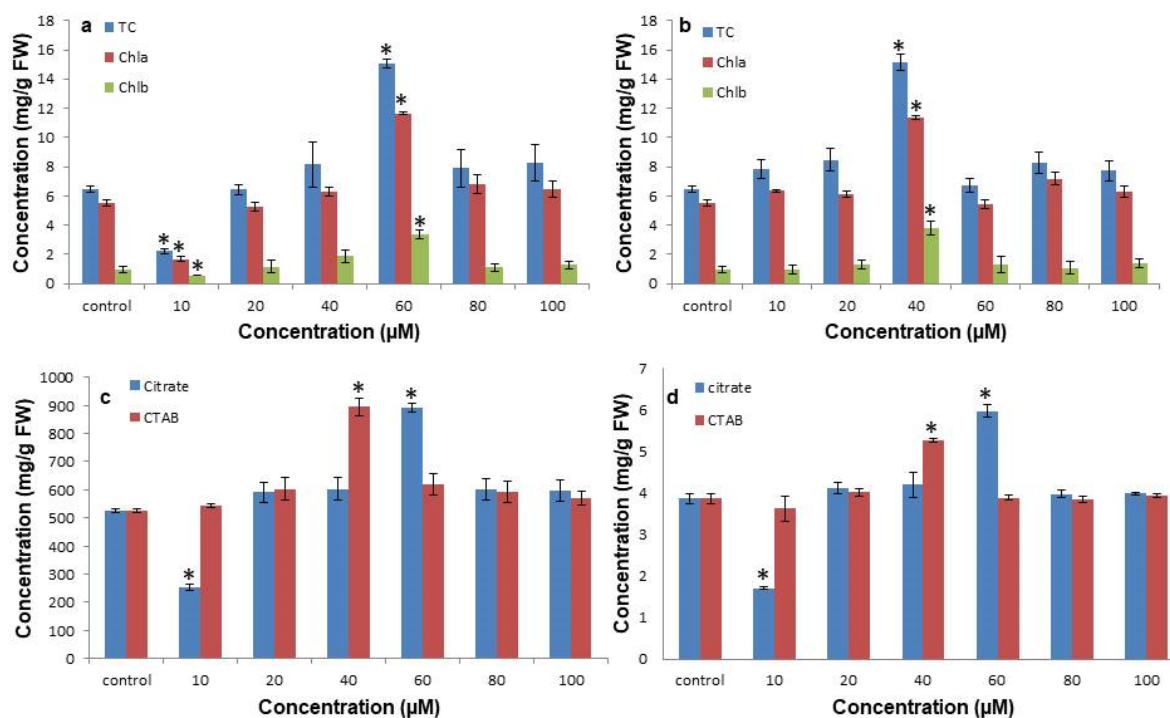 a
TC
Chla
Chlb
Concentration (mg/g FW)
18
16
14
12
10
8
6
4
2
0
* * * * * *
control 10 20 40 60 80 100
Concentration (µM)
b
TC
Chla
Chlb
Concentration (mg/g FW)
18
16
14
12
10
8
6
4
2
0
* * *
control 10 20 40 60 80 100
Concentration (µM)
c
Citrate
CTAB
Concentration (mg/g FW)
1000
900
800
700
600
500
400
300
200
100
0
* * *
control 10 20 40 60 80 100
Concentration (µM)
d
citrate
CTAB
Concentration (mg/g FW)
7
6
5
4
3
2
1
0
* * *
control 10 20 40 60 80 100
Concentration (µM)